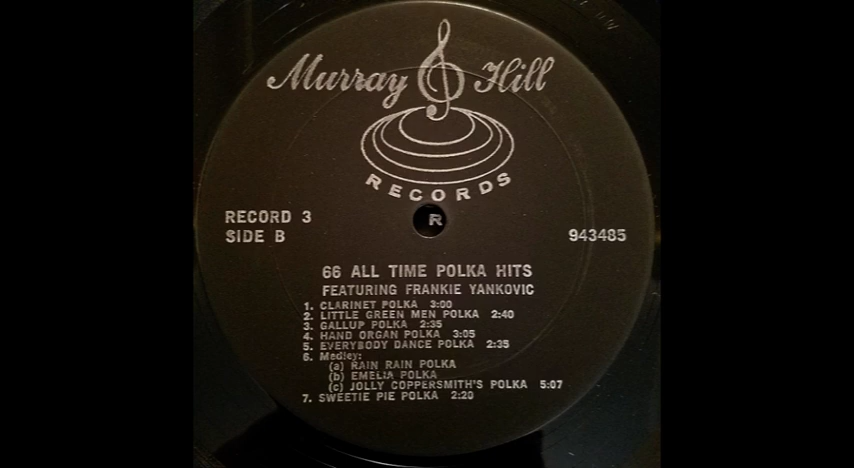 Murray Hill
RECORDS
R
RECORD 3
SIDE B
943485
66 ALL TIME POLKA HITS
FEATURING FRANKIE YANKOVIC
1. CLARINET POLKA 3:00
2. LITTLE GREEN MEN POLKA 2:40
3. GALLUP POLKA 2:35
4. HAND ORGAN POLKA 3:05
5. EVERYBODY DANCE POLKA 2:35
6. Medley:
(a) RAIN RAIN POLKA
(b) EMELIA POLKA
(c) JOLLY COPPERSMITH'S POLKA 5:07
7. SWEETIE PIE POLKA 2:20